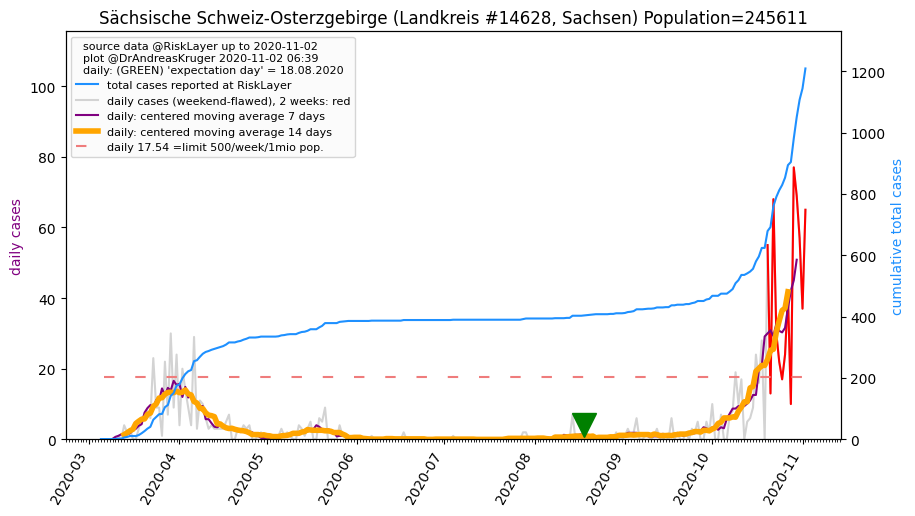 Sächsische Schweiz-Osterzgebirge (Landkreis #14628, Sachsen) Population=245611
source data @RiskLayer up to 2020-11-02
plot @DrAndreasKruger 2020-11-02 06:39
daily: (GREEN) 'expectation day' = 18.08.2020
total cases reported at RiskLayer
daily cases (weekend-flawed), 2 weeks: red
daily: centered moving average 7 days
daily: centered moving average 14 days
daily 17.54 =limit 500/week/1mio pop.
daily cases
100
80
60
40
20
0
cumulative total cases
1200
1000
800
600
400
200
0
2020-03
2020-04
2020-05
2020-06
2020-07
2020-08
2020-09
2020-10
2020-11